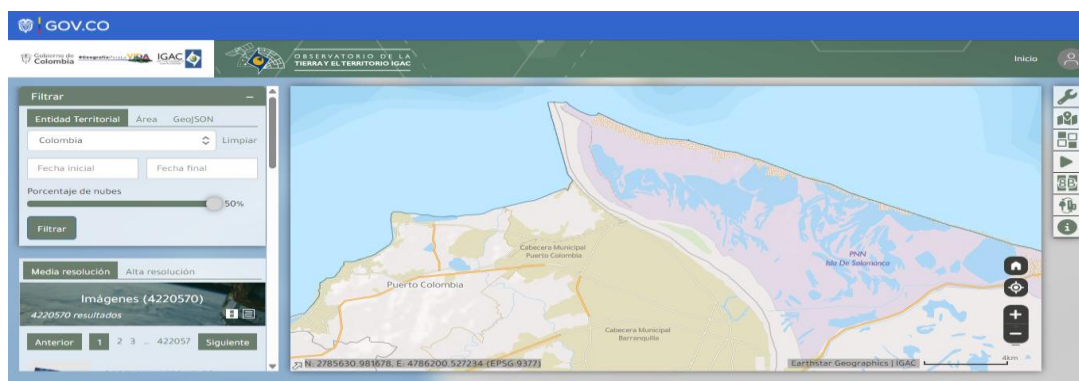 GOV.CO
Gobierno de
Colombia
IGAC
OBSERVATORIO DE LA
TIERRA Y EL TERRITORIO IGAC
Inicio
Filtrar
Entidad Territorial Área GeoJSON
Colombia Limpiar
Fecha inicial Fecha final
Porcentaje de nubes
50%
Filtrar
Media resolución Alta resolución
Imágenes (4220570)
4220570 resultados
Anterior 1 2 3 ... 422057 Siguiente
Cabecera Municipal
Puerto Colombia
Puerto Colombia
PNN
Isla De Salamanca
Cabecera Municipal
Barranquilla
N: 2785630.981678, E: 4786200.527234 (EPSG:9377)
Earthstar Geographics | IGAC
4km